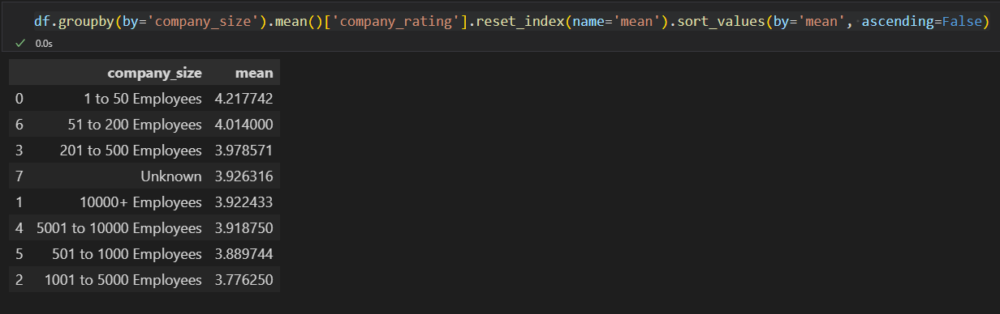 df.groupby(by='company_size').mean()['company_rating'].reset_index(name='mean').sort_values(by='mean', ascending=False)
✓ 0.0s
company_size mean
0 1 to 50 Employees 4.217742
6 51 to 200 Employees 4.014000
3 201 to 500 Employees 3.978571
7 Unknown 3.926316
1 10000+ Employees 3.922433
4 5001 to 10000 Employees 3.918750
5 501 to 1000 Employees 3.889744
2 1001 to 5000 Employees 3.776250